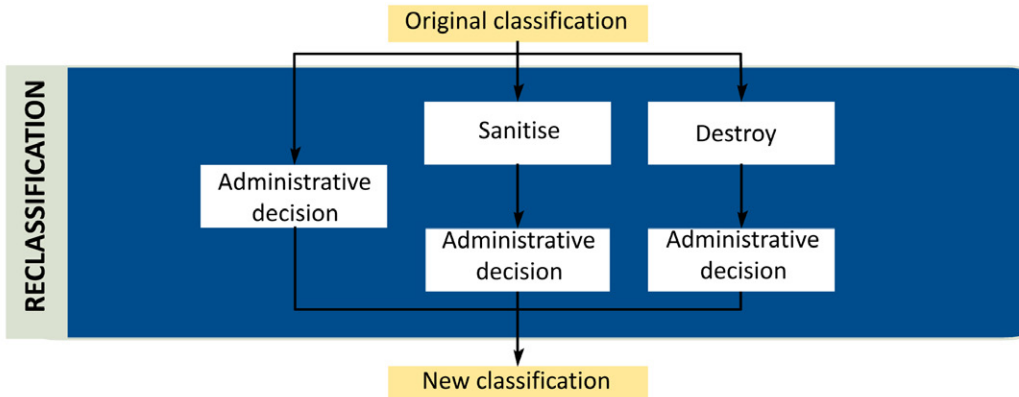 Original classification
RECLASSIFICATION
Sanitise
Destroy
Administrative
decision
Administrative
decision
Administrative
decision
New classification